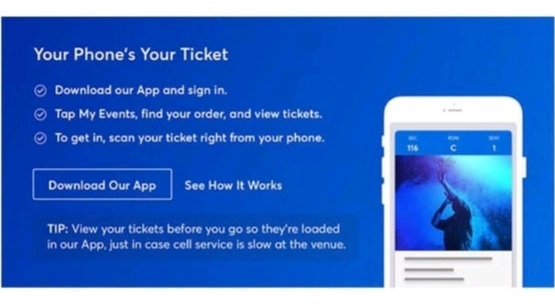 Your Phone's Your Ticket
Download our App and sign in.
Tap My Events, find your order, and view tickets.
To get in, scan your ticket right from your phone.
Download Our App
See How It Works
TIP: View your tickets before you go so they're loaded
in our App, just in case cell service is slow at the venue.
SEC ROW SEAT
116 C 1